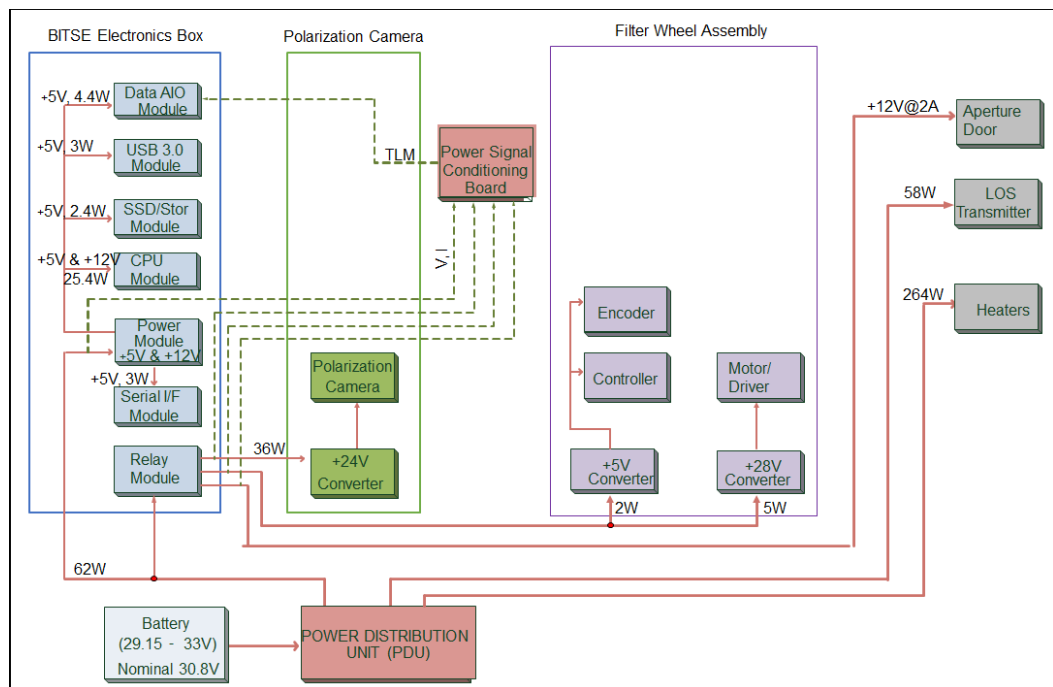 BITSE Electronics Box
Polarization Camera
Filter Wheel Assembly
+5V, 4.4W
Data AIO
Module
+5V, 3W
USB 3.0
Module
+5V, 2.4W
SSD/Stor
Module
+5V & +12V
25.4W
CPU
Module
Power
Module
+5V & +12V
+5V, 3W
Serial I/F
Module
Relay
Module
62W
TLM
Power Signal
Conditioning
Board
V, I
Polarization
Camera
36W
+24V
Converter
Encoder
Controller
Motor/
Driver
+5V
Converter
+28V
Converter
2W
5W
+12V@2A
Aperture
Door
58W
LOS
Transmitter
264W
Heaters
Battery
(29.15 - 33V)
Nominal 30.8V
POWER DISTRIBUTION
UNIT (PDU)